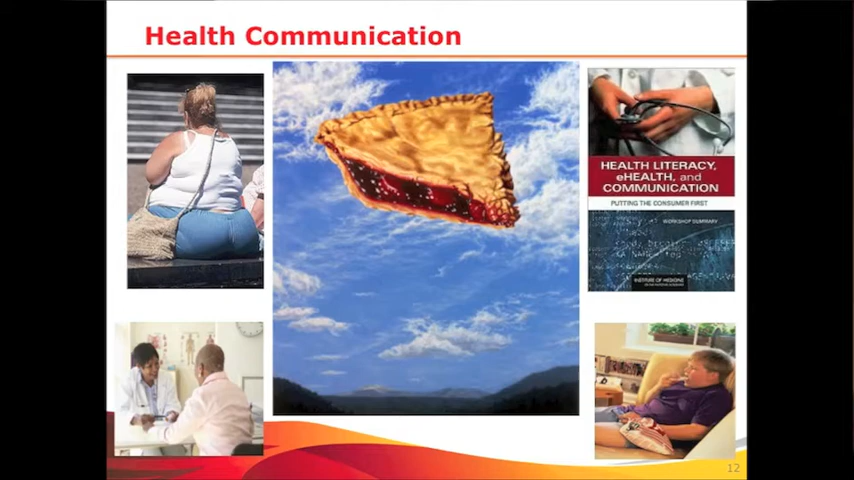 Health Communication
HEALTH LITERACY,
eHEALTH, and
COMMUNICATION
PUTTING THE CONSUMER FIRST
WORKSHOP SUMMARY
INSTITUTE OF MEDICINE
12